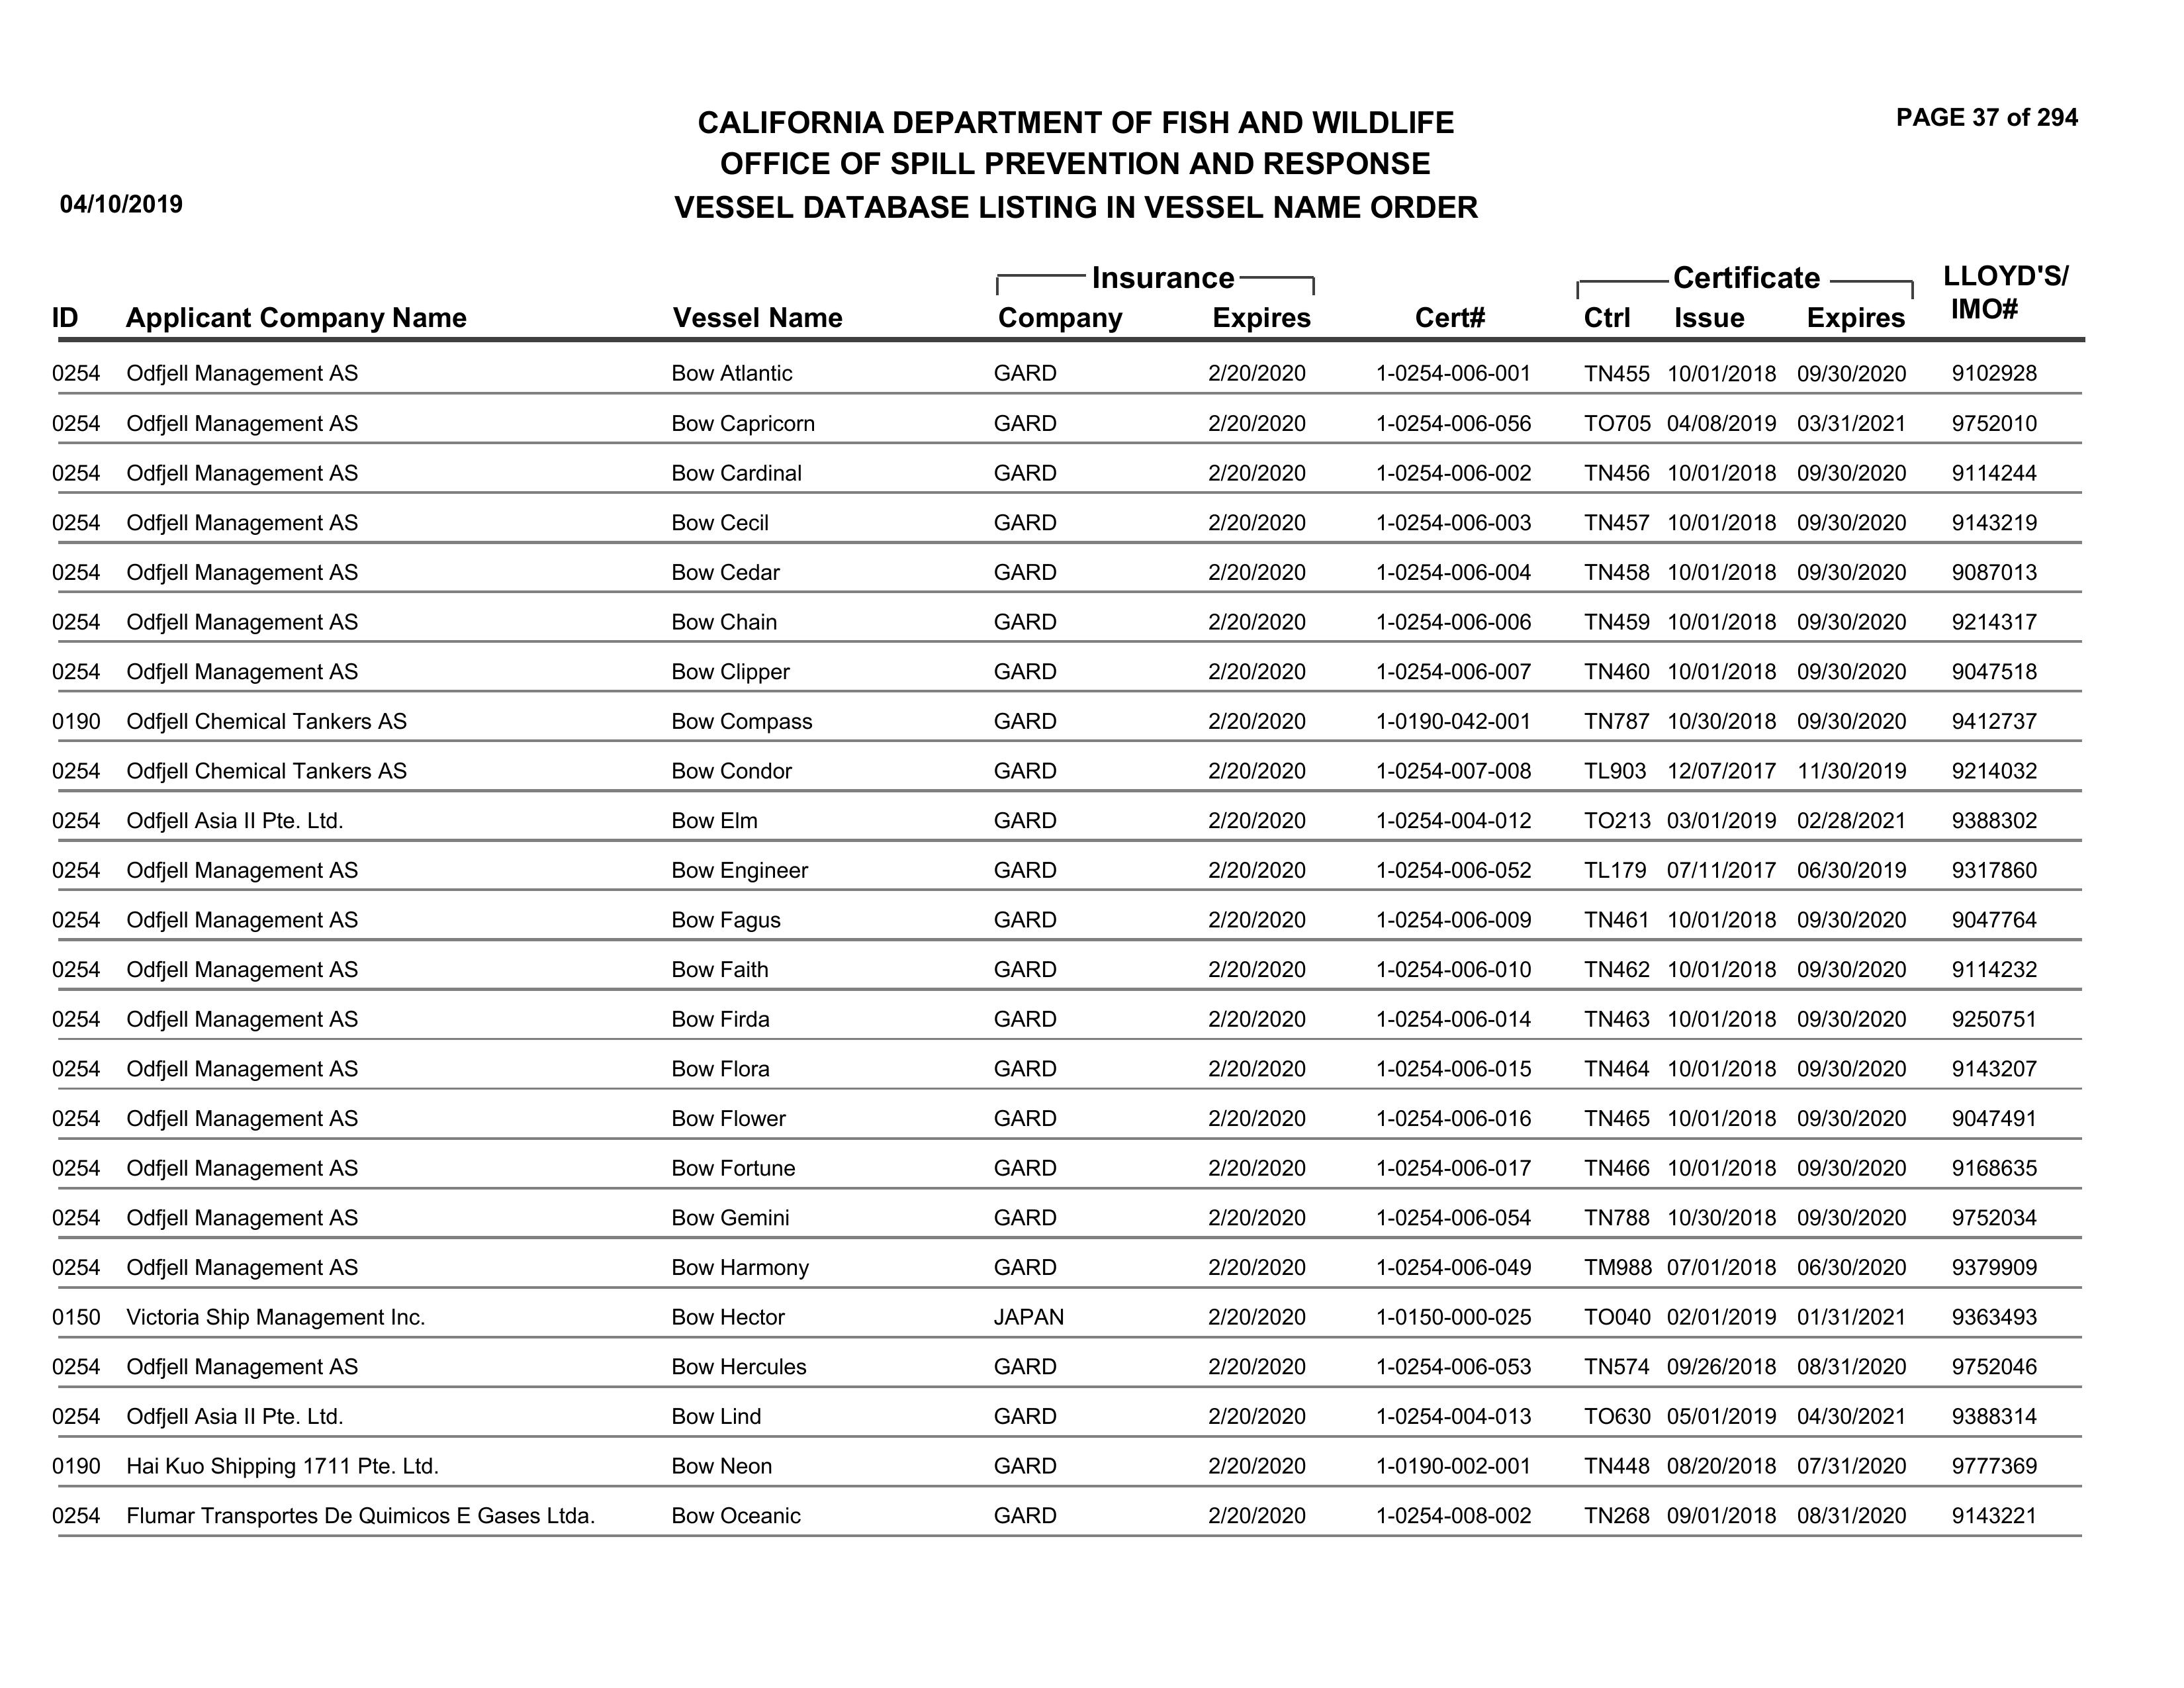 PAGE 37 of 294
CALIFORNIA DEPARTMENT OF FISH AND WILDLIFE
OFFICE OF SPILL PREVENTION AND RESPONSE
04/10/2019 VESSEL DATABASE LISTING IN VESSEL NAME ORDER
Insurance Certificate LLOYD'S/
ID Applicant Company Name Vessel Name Company Expires Cert# Ctrl Issue Expires IMO#
0254 Odfjell Management AS Bow Atlantic GARD 2/20/2020 1-0254-006-001 TN455 10/01/2018 09/30/2020 9102928
0254 Odfjell Management AS Bow Capricorn GARD 2/20/2020 1-0254-006-056 TO705 04/08/2019 03/31/2021 9752010
0254 Odfjell Management AS Bow Cardinal GARD 2/20/2020 1-0254-006-002 TN456 10/01/2018 09/30/2020 9114244
0254 Odfjell Management AS Bow Cecil GARD 2/20/2020 1-0254-006-003 TN457 10/01/2018 09/30/2020 9143219
0254 Odfjell Management AS Bow Cedar GARD 2/20/2020 1-0254-006-004 TN458 10/01/2018 09/30/2020 9087013
0254 Odfjell Management AS Bow Chain GARD 2/20/2020 1-0254-006-006 TN459 10/01/2018 09/30/2020 9214317
0254 Odfjell Management AS Bow Clipper GARD 2/20/2020 1-0254-006-007 TN460 10/01/2018 09/30/2020 9047518
0190 Odfjell Chemical Tankers AS Bow Compass GARD 2/20/2020 1-0190-042-001 TN787 10/30/2018 09/30/2020 9412737
0254 Odfjell Chemical Tankers AS Bow Condor GARD 2/20/2020 1-0254-007-008 TL903 12/07/2017 11/30/2019 9214032
0254 Odfjell Asia II Pte. Ltd. Bow Elm GARD 2/20/2020 1-0254-004-012 TO213 03/01/2019 02/28/2021 9388302
0254 Odfjell Management AS Bow Engineer GARD 2/20/2020 1-0254-006-052 TL179 07/11/2017 06/30/2019 9317860
0254 Odfjell Management AS Bow Fagus GARD 2/20/2020 1-0254-006-009 TN461 10/01/2018 09/30/2020 9047764
0254 Odfjell Management AS Bow Faith GARD 2/20/2020 1-0254-006-010 TN462 10/01/2018 09/30/2020 9114232
0254 Odfjell Management AS Bow Firda GARD 2/20/2020 1-0254-006-014 TN463 10/01/2018 09/30/2020 9250751
0254 Odfjell Management AS Bow Flora GARD 2/20/2020 1-0254-006-015 TN464 10/01/2018 09/30/2020 9143207
0254 Odfjell Management AS Bow Flower GARD 2/20/2020 1-0254-006-016 TN465 10/01/2018 09/30/2020 9047491
0254 Odfjell Management AS Bow Fortune GARD 2/20/2020 1-0254-006-017 TN466 10/01/2018 09/30/2020 9168635
0254 Odfjell Management AS Bow Gemini GARD 2/20/2020 1-0254-006-054 TN788 10/30/2018 09/30/2020 9752034
0254 Odfjell Management AS Bow Harmony GARD 2/20/2020 1-0254-006-049 TM988 07/01/2018 06/30/2020 9379909
0150 Victoria Ship Management Inc. Bow Hector JAPAN 2/20/2020 1-0150-000-025 TO040 02/01/2019 01/31/2021 9363493
0254 Odfjell Management AS Bow Hercules GARD 2/20/2020 1-0254-006-053 TN574 09/26/2018 08/31/2020 9752046
0254 Odfjell Asia II Pte. Ltd. Bow Lind GARD 2/20/2020 1-0254-004-013 TO630 05/01/2019 04/30/2021 9388314
0190 Hai Kuo Shipping 1711 Pte. Ltd. Bow Neon GARD 2/20/2020 1-0190-002-001 TN448 08/20/2018 07/31/2020 9777369
0254 Flumar Transportes De Quimicos E Gases Ltda. Bow Oceanic GARD 2/20/2020 1-0254-008-002 TN268 09/01/2018 08/31/2020 9143221